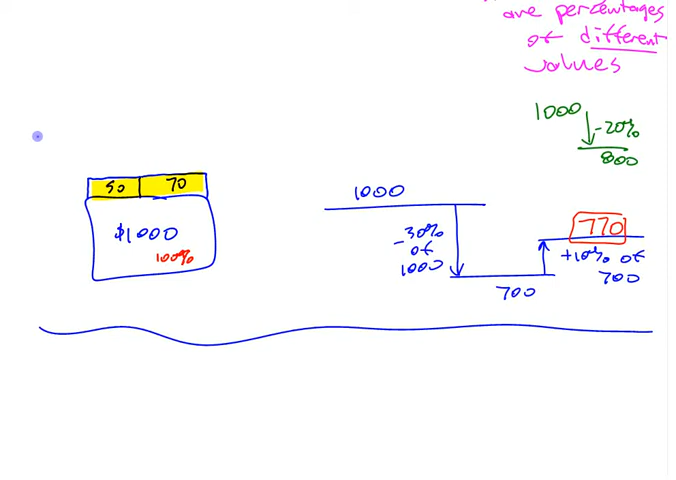 are percentages
of different
values
1000
-20%
800
50 70
$1000
100%
1000
-30%
of
1000
700
770
+10% of
700